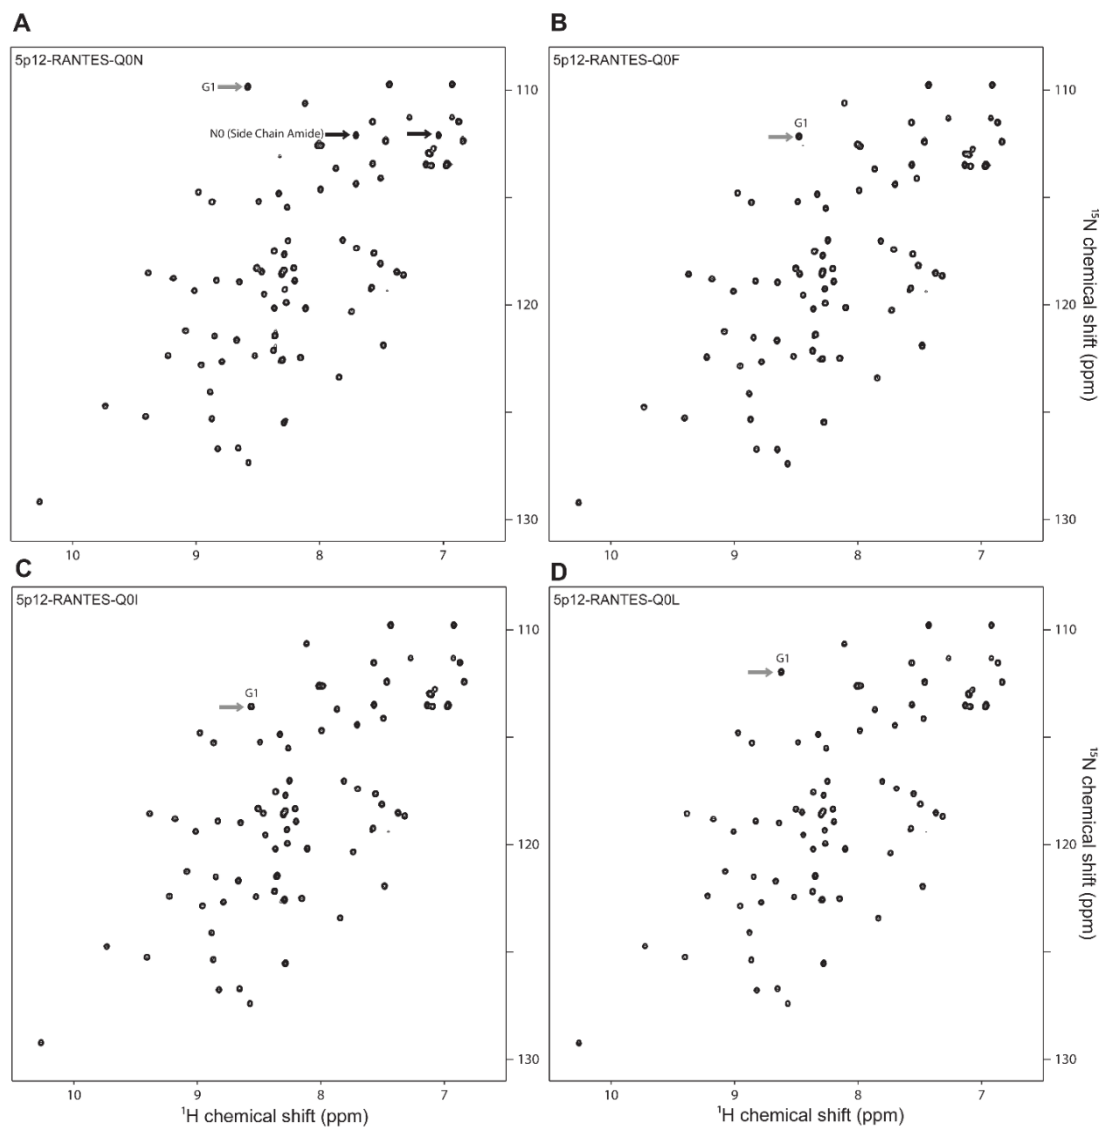 A
5p12-RANTES-Q0N
G1
N0 (Side Chain Amide)
110
120
130
10 9 8 7
B
5p12-RANTES-Q0F
G1
110
120
130
15N chemical shift (ppm)
10 9 8 7
C
5p12-RANTES-Q0I
G1
110
120
130
10 9 8 7
1H chemical shift (ppm)
D
5p12-RANTES-Q0L
G1
110
120
130
15N chemical shift (ppm)
10 9 8 7
1H chemical shift (ppm)